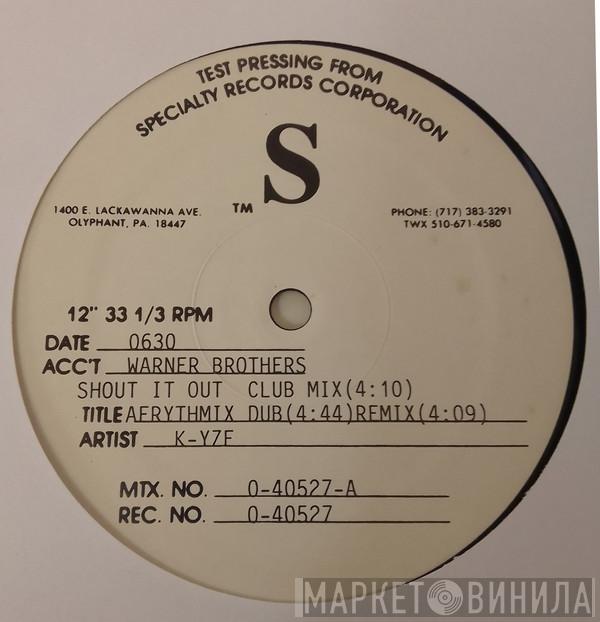 TEST PRESSING FROM
SPECIALTY RECORDS CORPORATION
S
TM
1400 E. LACKAWANNA AVE.
OLYPHANT, PA. 18447
PHONE: (717) 383-3291
TWX 510-671-4580
12" 33 1/3 RPM
DATE 0630
ACC'T WARNER BROTHERS
SHOUT IT OUT CLUB MIX(4:10)
TITLE AFRYTHMIX DUB(4:44)REMIX(4:09)
ARTIST K-YZE
MTX. NO. 0-40527-A
REC. NO. 0-40527
МАРКЕТ ВИНИЛА